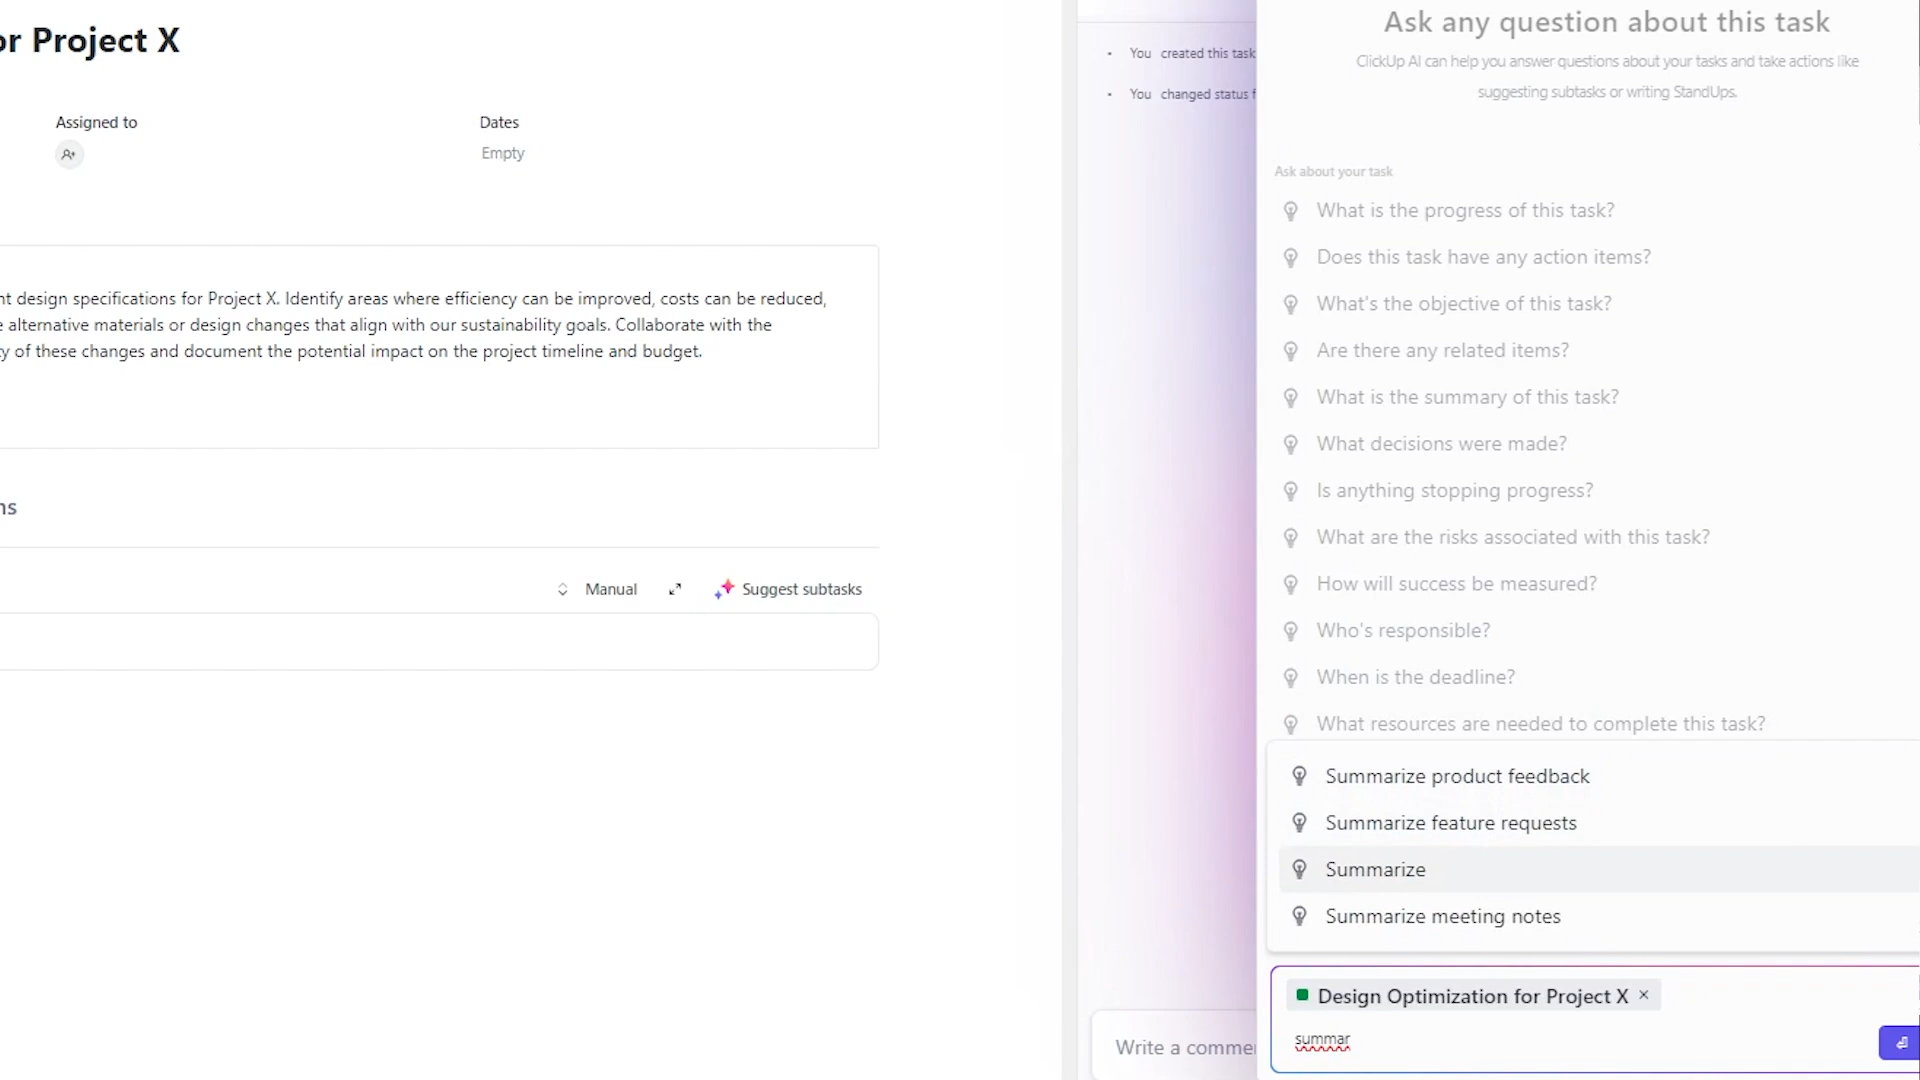 or Project X
Assigned to
Dates
Empty
nt design specifications for Project X. Identify areas where efficiency can be improved, costs can be reduced,
e alternative materials or design changes that align with our sustainability goals. Collaborate with the
y of these changes and document the potential impact on the project timeline and budget.
ns
Manual
Suggest subtasks
You created this task
You changed status f
Write a comme
Ask any question about this task
ClickUp AI can help you answer questions about your tasks and take actions like
suggesting subtasks or writing StandUps.
Ask about your task
What is the progress of this task?
Does this task have any action items?
What's the objective of this task?
Are there any related items?
What is the summary of this task?
What decisions were made?
Is anything stopping progress?
What are the risks associated with this task?
How will success be measured?
Who's responsible?
When is the deadline?
What resources are needed to complete this task?
Summarize product feedback
Summarize feature requests
Summarize
Summarize meeting notes
Design Optimization for Project X
summar